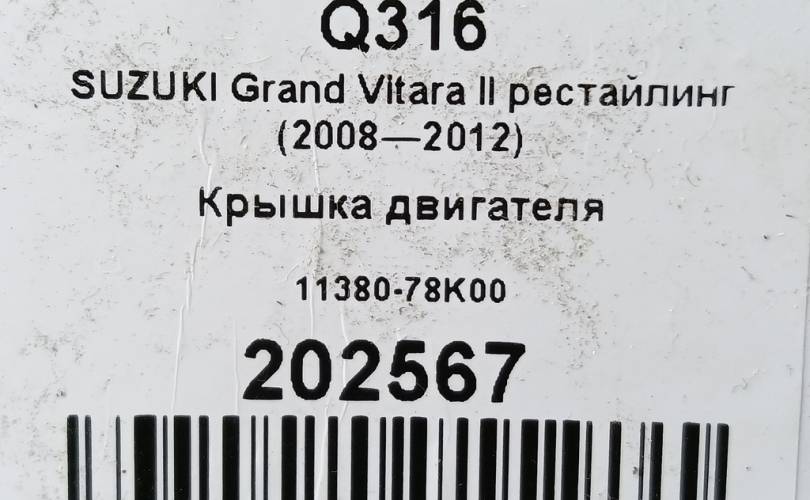 Q316
SUZUKI Grand Vitara II рестайлинг
(2008—2012)
Крышка двигателя
11380-78K00
202567